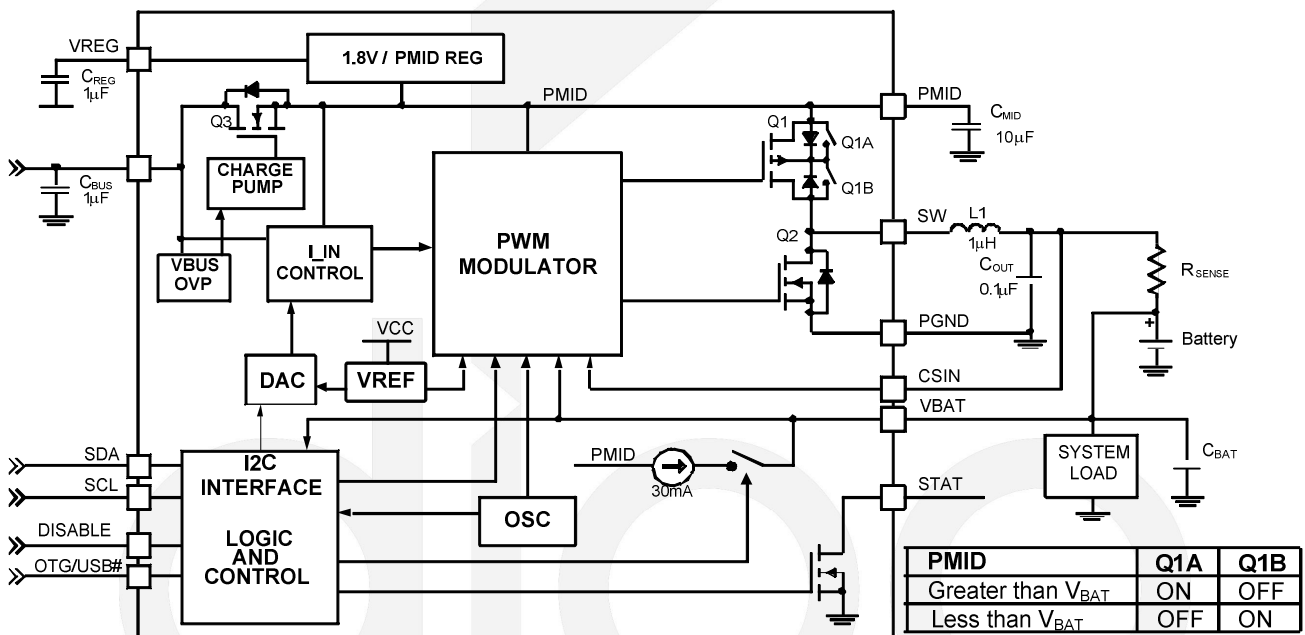 VREG
CREG
1µF
1.8V / PMID REG
PMID
PMID
CMID
10µF
Q3
Q1
Q1A
Q1B
CBUS
1µF
CHARGE
PUMP
VBUS
OVP
I_IN
CONTROL
PWM
MODULATOR
Q2
SW
L1
1µH
COUT
0.1µF
RSENSE
PGND
Battery
+
VCC
DAC
VREF
CSIN
VBAT
SDA
SCL
DISABLE
OTG/USB#
I2C
INTERFACE
LOGIC
AND
CONTROL
PMID
30mA
OSC
STAT
SYSTEM
LOAD
CBAT
PMID Q1A Q1B
Greater than VBAT ON OFF
Less than VBAT OFF ON